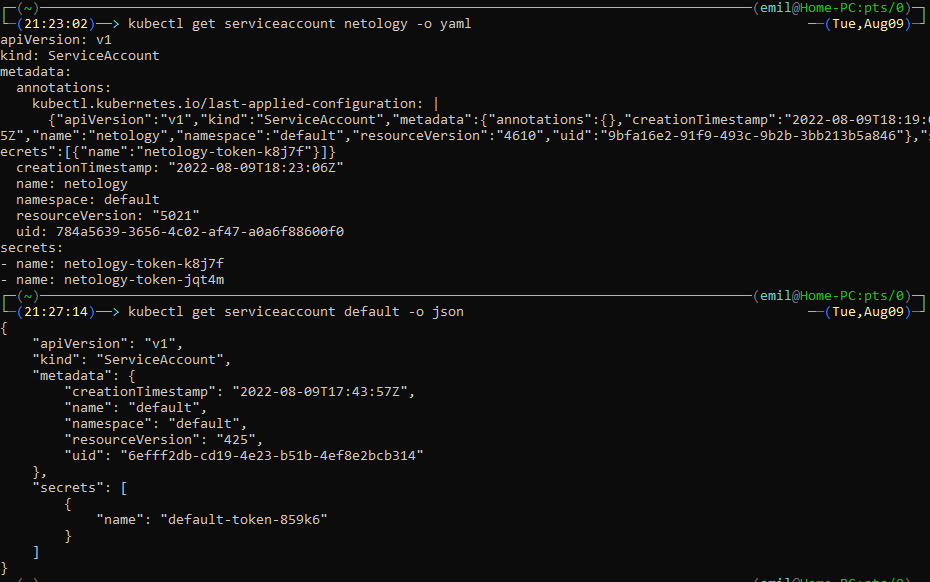 (~) (emil@Home-PC:pts/0)
(21:23:02)──> kubectl get serviceaccount netology -o yaml ──(Tue,Aug09)
apiVersion: v1
kind: ServiceAccount
metadata:
  annotations:
    kubectl.kubernetes.io/last-applied-configuration: |
      {"apiVersion":"v1","kind":"ServiceAccount","metadata":{"annotations":{},"creationTimestamp":"2022-08-09T18:19:
5Z","name":"netology","namespace":"default","resourceVersion":"4610","uid":"9bfa16e2-91f9-493c-9b2b-3bb213b5a846"},"
ecrets":[{"name":"netology-token-k8j7f"}]}
  creationTimestamp: "2022-08-09T18:23:06Z"
  name: netology
  namespace: default
  resourceVersion: "5021"
  uid: 784a5639-3656-4c02-af47-a0a6f88600f0
secrets:
- name: netology-token-k8j7f
- name: netology-token-jqt4m
(~) (emil@Home-PC:pts/0)
(21:27:14)──> kubectl get serviceaccount default -o json ──(Tue,Aug09)
{
    "apiVersion": "v1",
    "kind": "ServiceAccount",
    "metadata": {
        "creationTimestamp": "2022-08-09T17:43:57Z",
        "name": "default",
        "namespace": "default",
        "resourceVersion": "425",
        "uid": "6efff2db-cd19-4e23-b51b-4ef8e2bcb314"
    },
    "secrets": [
        {
            "name": "default-token-859k6"
        }
    ]
}